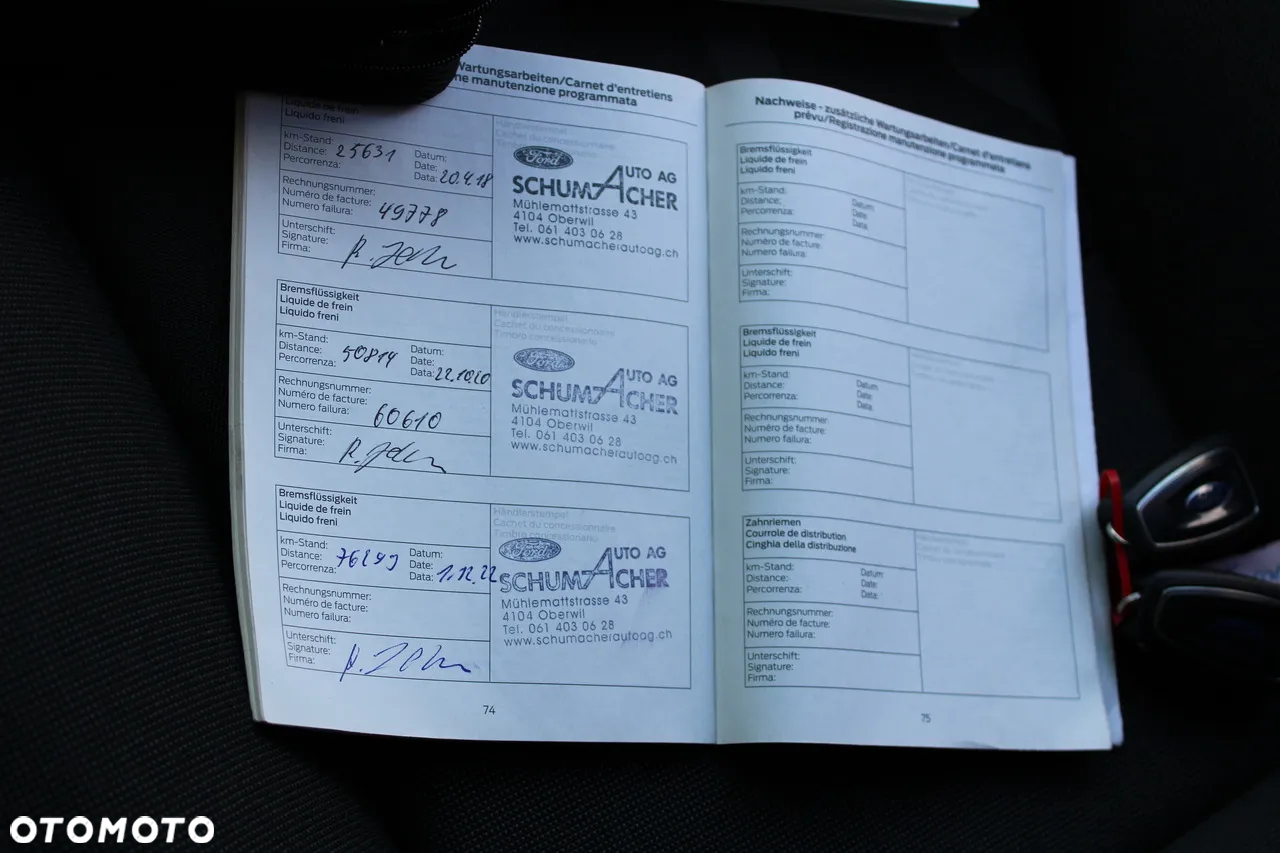 Wartungsarbeiten/Carnet d'entretiens
ne manutenzione programmata
Liquide de frein
Liquido freni
km-Stand:
Distance: 25631
Percorrenza:
Datum:
Date:
Data: 20.4.18
Rechnungsnummer:
Numéro de facture:
Numero failura: 49778
Unterschift:
Signature:
Firma:
Händlerstempel
Cachet du concessionnaire
Ford
AUTO AG
SCHUMACHER
Mühlemattstrasse 43
4104 Oberwil
Tel. 061 403 06 28
www.schumacherautoag.ch
Bremsflüssigkeit
Liquide de frein
Liquido freni
km-Stand:
Distance: 50814
Percorrenza:
Datum:
Date:
Data: 22.10.20
Rechnungsnummer:
Numéro de facture:
Numero failura: 60610
Unterschift:
Signature:
Firma:
Händlerstempel
Cachet du concessionnaire
Timbro concessionario
Ford
AUTO AG
SCHUMACHER
Mühlemattstrasse 43
4104 Oberwil
Tel. 061 403 06 28
www.schumacherautoag.ch
Bremsflüssigkeit
Liquide de frein
Liquido freni
km-Stand:
Distance:
Percorrenza:
Datum:
Date:
Data: 1.12.22
Rechnungsnummer:
Numéro de facture:
Numero failura:
Unterschift:
Signature:
Firma:
Händlerstempel
Cachet du concessionnaire
Timbro concessionario
Ford
AUTO AG
SCHUMACHER
Mühlemattstrasse 43
4104 Oberwil
Tel. 061 403 06 28
www.schumacherautoag.ch
74
Nachweise - zusätzliche Wartungsarbeiten/Carnet d'entretiens
prévu/Registrazione manutenzione programmata
Bremsflüssigkeit
Liquide de frein
Liquido freni
km-Stand:
Distance:
Percorrenza:
Datum:
Date:
Data:
Rechnungsnummer:
Numéro de facture:
Numero failura:
Unterschift:
Signature:
Firma:
Bremsflüssigkeit
Liquide de frein
Liquido freni
km-Stand:
Distance:
Percorrenza:
Datum:
Date:
Data:
Rechnungsnummer:
Numéro de facture:
Numero failura:
Unterschift:
Signature:
Firma:
Zahnriemen
Courrole de distribution
Cinghia della distribuzione
km-Stand:
Distance:
Percorrenza:
Datum:
Date:
Data:
Rechnungsnummer:
Numéro de facture:
Numero failura:
Unterschift:
Signature:
Firma:
75
OTOMOTO